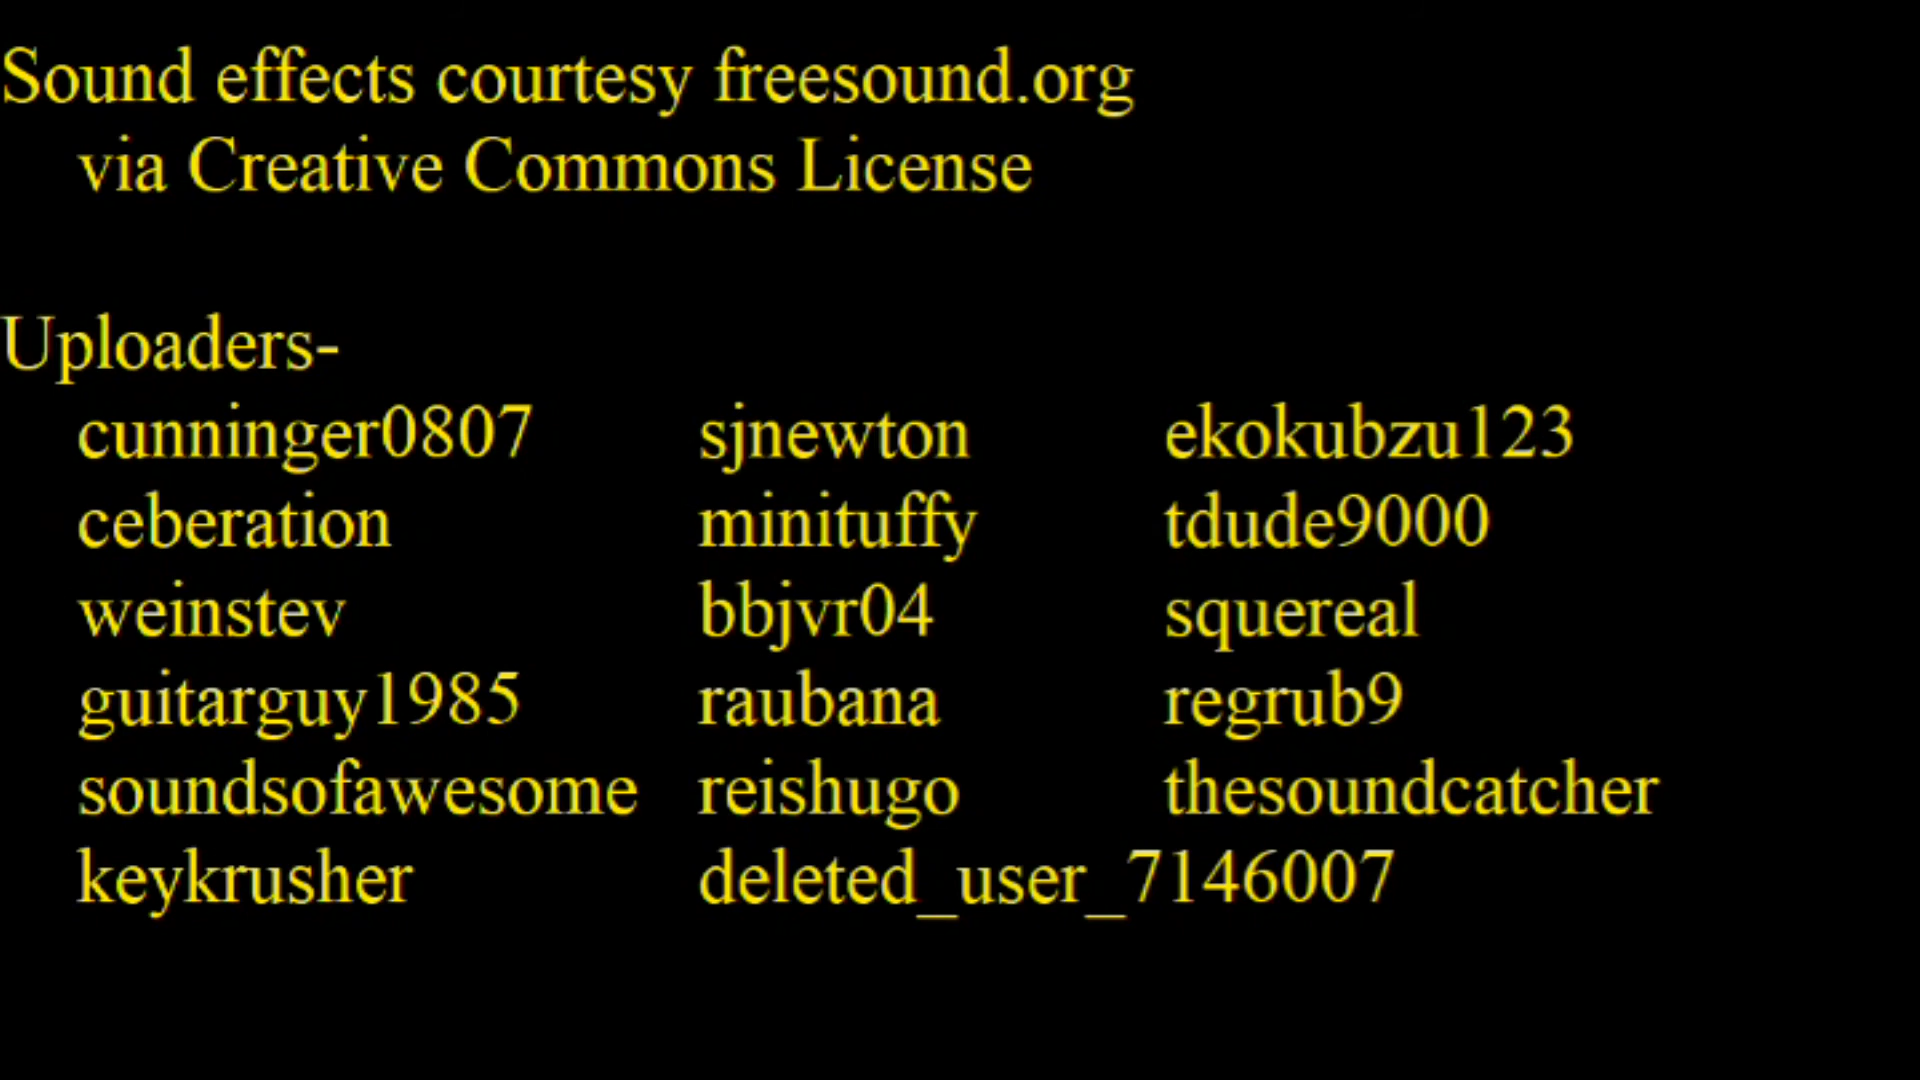 Sound effects courtesy freesound.org
via Creative Commons License
Uploaders-
cunninger0807 sjnewton ekokubzu123
ceberation minituffy tdude9000
weinstev bbjvr04 squereal
guitarguy1985 raubana regrub9
soundsofawesome reishugo thesoundcatcher
keykrusher deleted_user_7146007